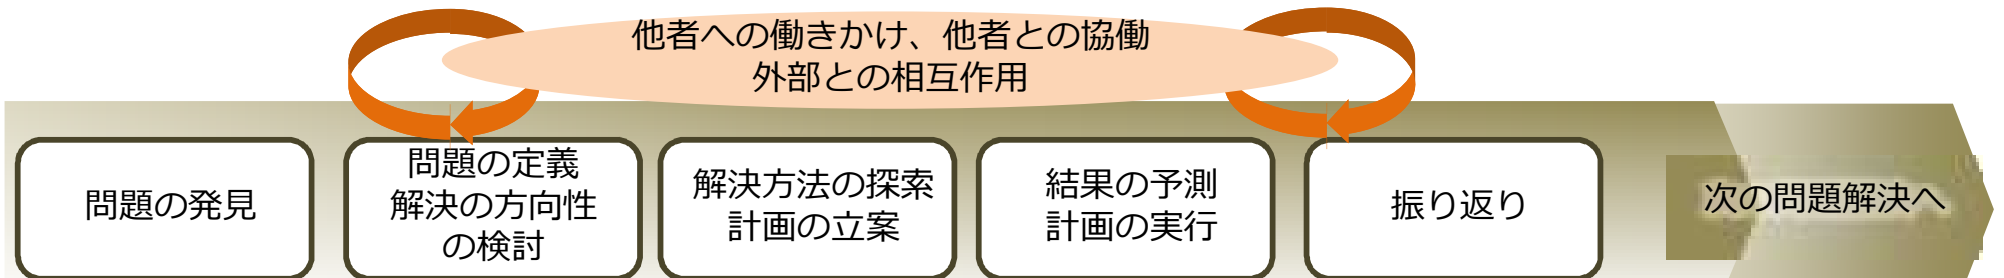 他者への働きかけ、他者との協働
外部との相互作用
問題の発見
問題の定義
解決の方向性
の検討
解決方法の探索
計画の立案
結果の予測
計画の実行
振り返り
次の問題解決へ